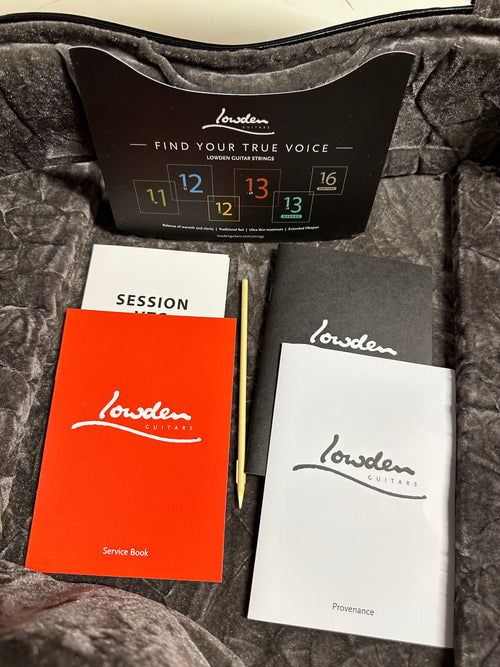 Lowden
GUITARS
FIND YOUR TRUE VOICE
LOWDEN GUITAR STRINGS
11 12 12 13 13 16
Balance of warmth and clarity | Traditional feel | Ultra thin treatment | Extended lifespan
lowdenguitars.com/strings
SESSION
Lowden
GUITARS
Service Book
Lowden
Lowden
GUITARS
Provenance